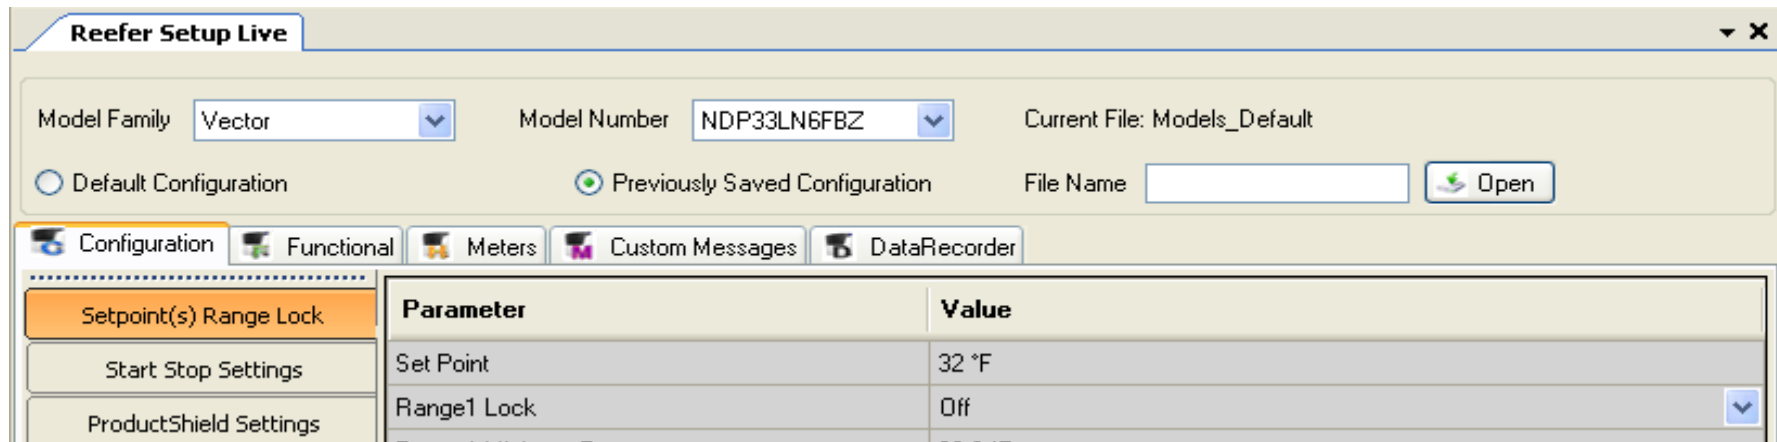 Reefer Setup Live
Model Family Vector Model Number NDP33LN6FBZ Current File: Models_Default
Default Configuration Previously Saved Configuration File Name Open
Configuration Functional Meters Custom Messages DataRecorder
Setpoint(s) Range Lock Parameter Value
Start Stop Settings Set Point 32 °F
ProductShield Settings Range1 Lock Off